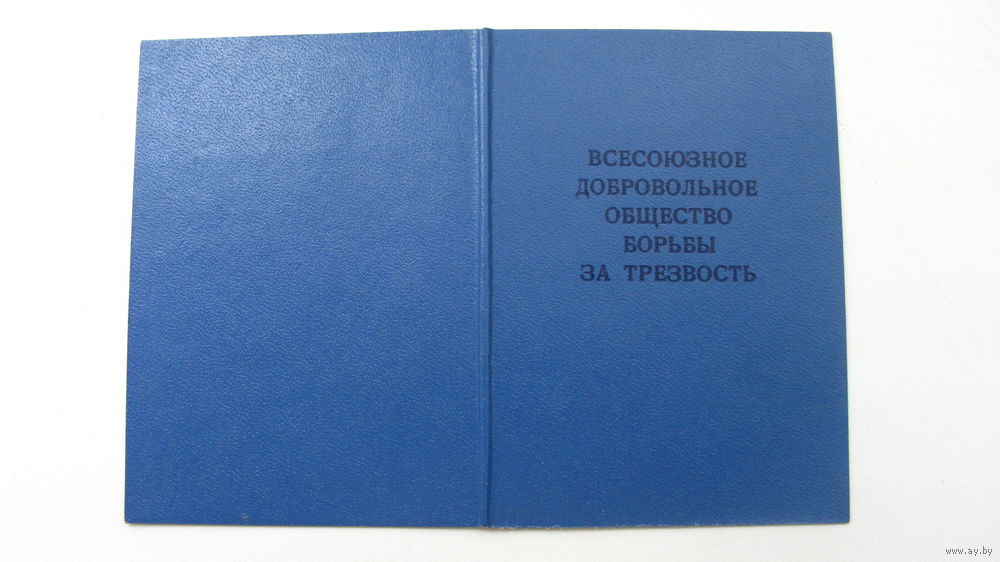 ВСЕСОЮЗНОЕ
ДОБРОВОЛЬНОЕ
ОБЩЕСТВО
БОРЬБЫ
ЗА ТРЕЗВОСТЬ
www.ay.by